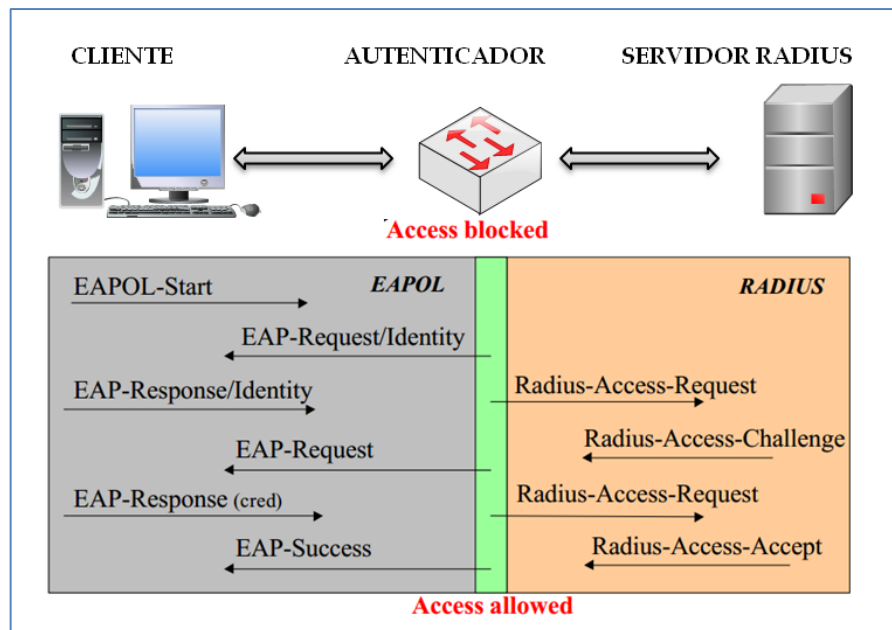 CLIENTE AUTENTICADOR SERVIDOR RADIUS
Access blocked
EAPOL RADIUS
EAPOL-Start
EAP-Request/Identity
EAP-Response/Identity Radius-Access-Request
EAP-Request Radius-Access-Challenge
EAP-Response (cred) Radius-Access-Request
EAP-Success Radius-Access-Accept
Access allowed